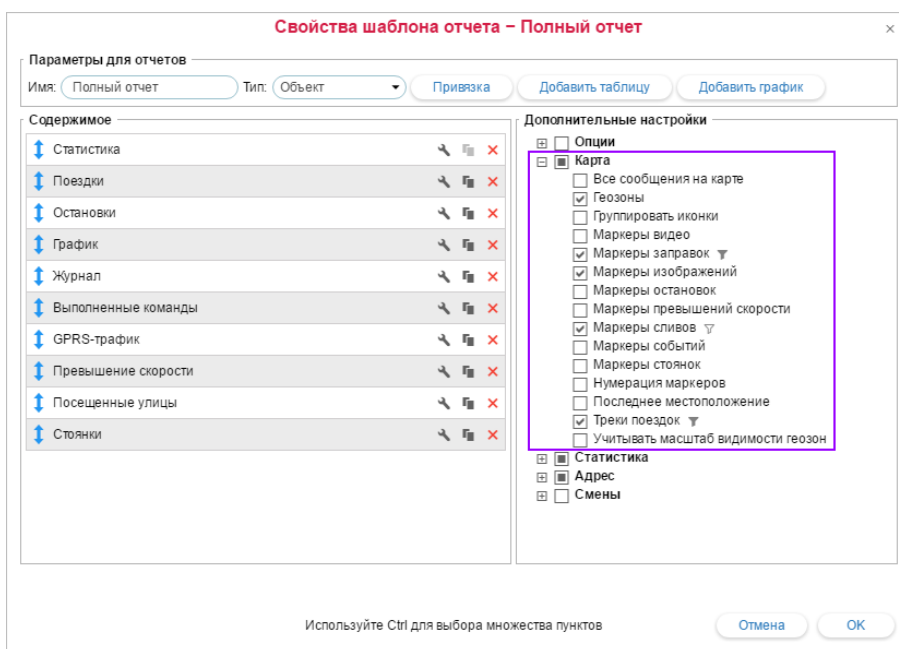 Свойства шаблона отчета – Полный отчет ×
Параметры для отчетов
Имя: Полный отчет Тип: Объект Привязка Добавить таблицу Добавить график
Содержимое
Статистика
Поездки
Остановки
График
Журнал
Выполненные команды
GPRS-трафик
Превышение скорости
Посещенные улицы
Стоянки
Дополнительные настройки
Опции
Карта
Все сообщения на карте
Геозоны
Группировать иконки
Маркеры видео
Маркеры заправок
Маркеры изображений
Маркеры остановок
Маркеры превышений скорости
Маркеры сливов
Маркеры событий
Маркеры стоянок
Нумерация маркеров
Последнее местоположение
Треки поездок
Учитывать масштаб видимости геозон
Статистика
Адрес
Смены
Используйте Ctrl для выбора множества пунктов Отмена OK